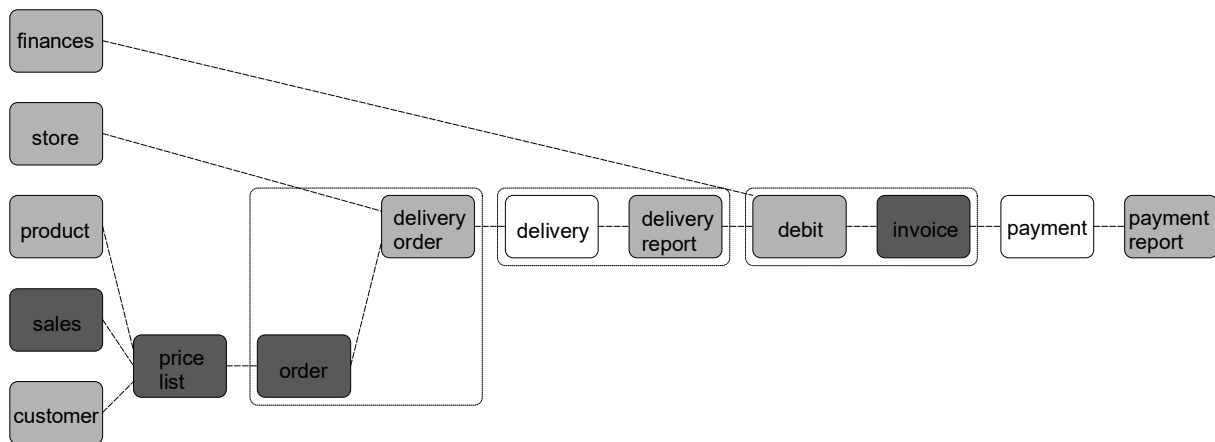 finances
store
product
sales
customer
price
list
order
delivery
order
delivery
delivery
report
debit
invoice
payment
payment
report